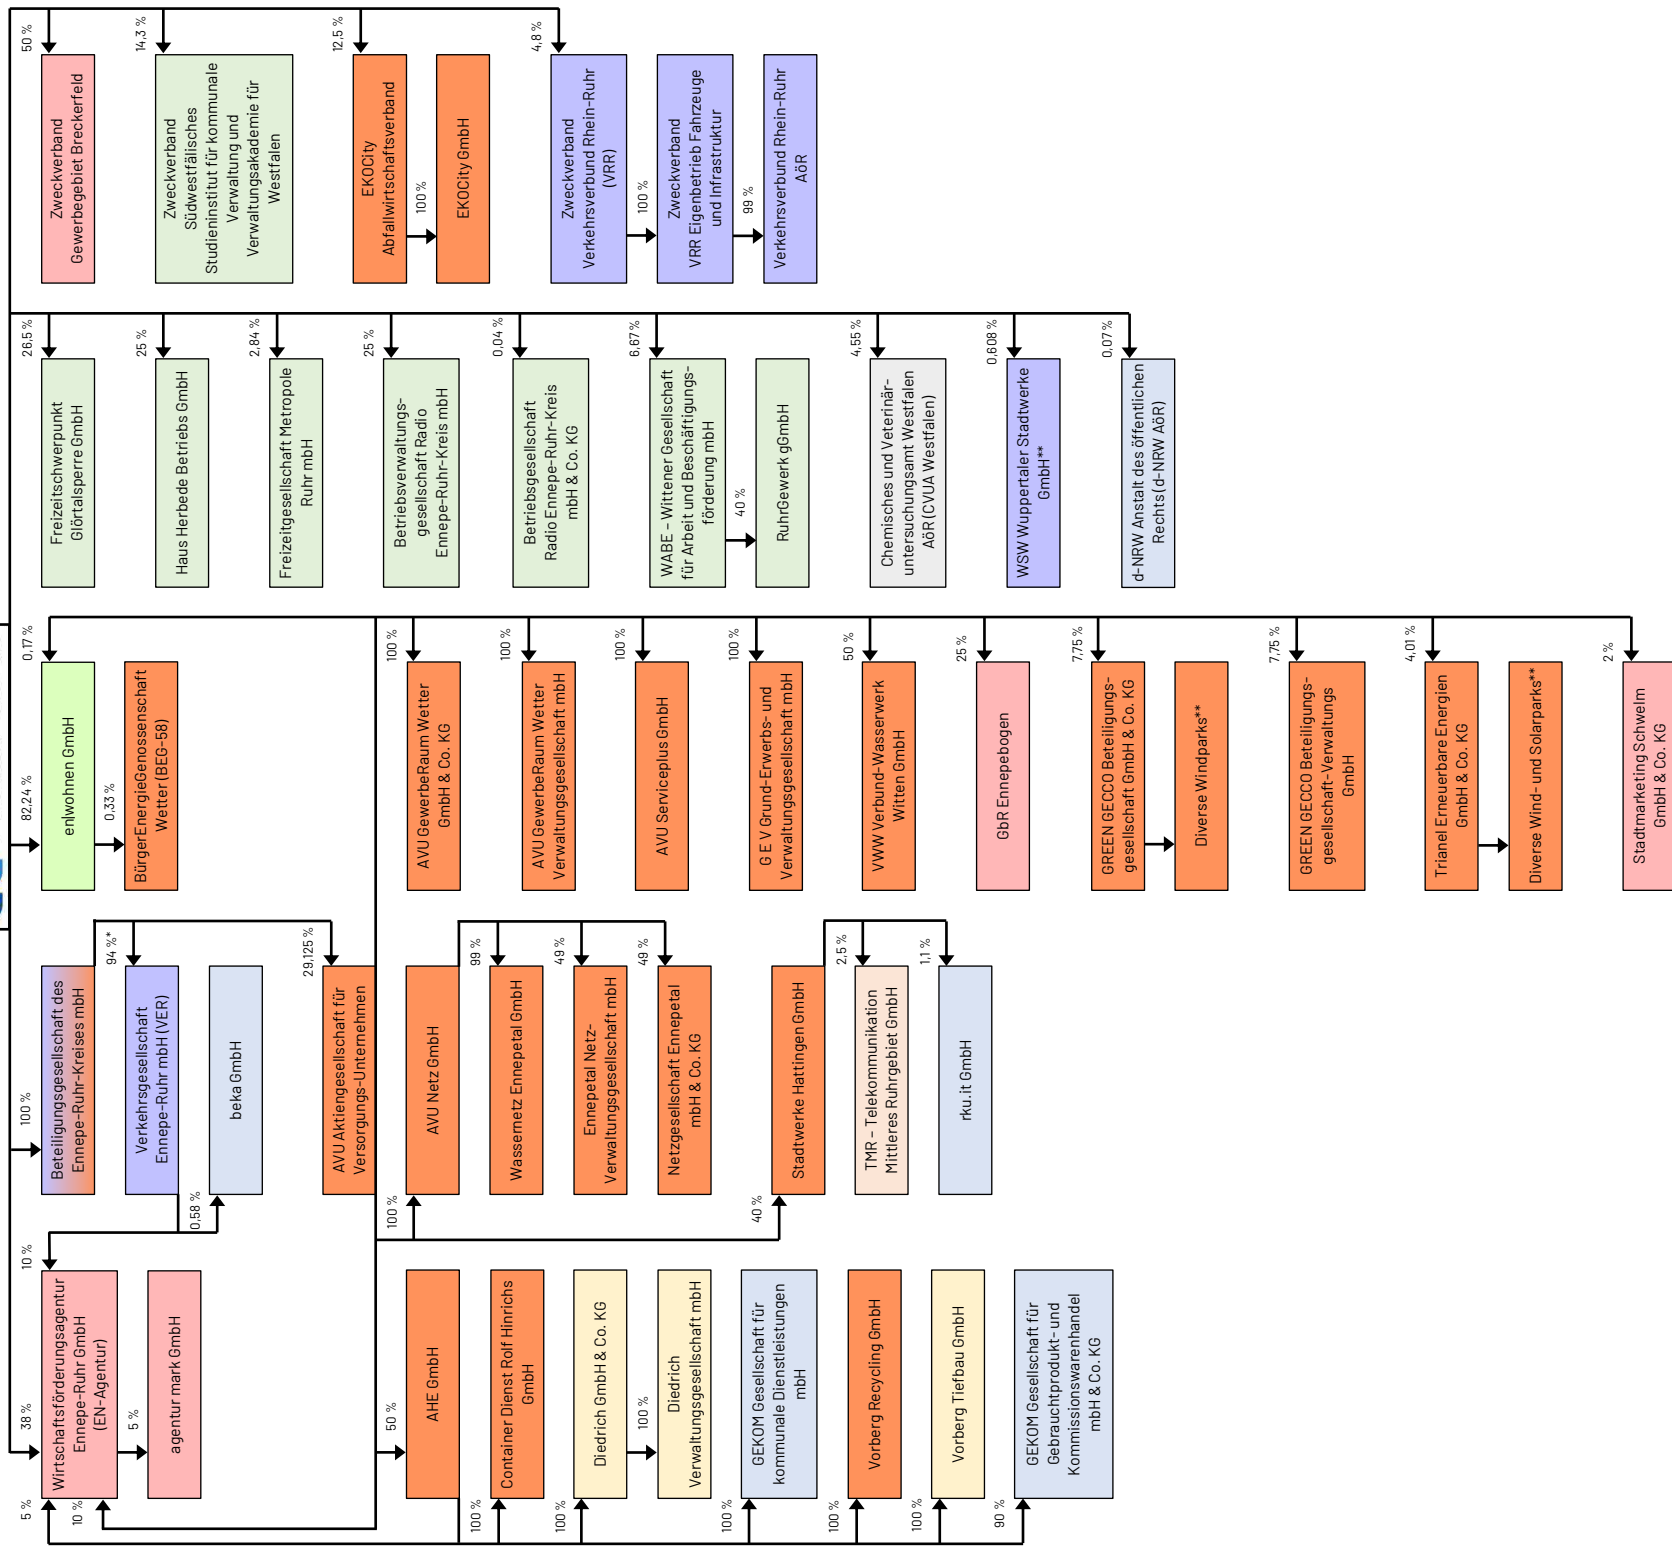 5 %
38 %
10 %
10 %
Wirtschaftsförderungsagentur
Ennepe-Ruhr GmbH
(EN-Agentur)
5 %
agentur mark GmbH
50 %
AHE GmbH
100 %
Container Dienst Rolf Hinrichs
GmbH
100 %
Diedrich GmbH & Co. KG
100 %
Diedrich
Verwaltungsgesellschaft mbH
100 %
GEKOM Gesellschaft für
kommunale Dienstleistungen
mbH
100 %
Vorberg Recycling GmbH
100 %
Vorberg Tiefbau GmbH
90 %
GEKOM Gesellschaft für
Gebrauchtprodukt- und
Kommissionswarenhandel
mbH & Co. KG
100 %
Beteiligungsgesellschaft des
Ennepe-Ruhr-Kreises mbH
94 %*
Verkehrsgesellschaft
Ennepe-Ruhr mbH (VER)
0,58 %
beka GmbH
29,125 %
AVU Aktiengesellschaft für
Versorgungs-Unternehmen
100 %
AVU Netz GmbH
99 %
Wassernetz Ennepetal GmbH
49 %
Ennepetal Netz-
Verwaltungsgesellschaft mbH
49 %
Netzgesellschaft Ennepetal
mbH & Co. KG
40 %
Stadtwerke Hattingen GmbH
2,5 %
TMR - Telekommunikation
Mittleres Ruhrgebiet GmbH
1,1 %
rku.it GmbH
82,24 %
0,17 %
en|wohnen GmbH
0,33 %
BürgerEnergieGenossenschaft
Wetter (BEG-58)
100 %
AVU GewerbeRaum Wetter
GmbH & Co. KG
100 %
AVU GewerbeRaum Wetter
Verwaltungsgesellschaft mbH
100 %
AVU Serviceplus GmbH
100 %
G E V Grund-Erwerbs- und
Verwaltungsgesellschaft mbH
50 %
VWW Verbund-Wasserwerk
Witten GmbH
25 %
GbR Ennepebogen
7,75 %
GREEN GECCO Beteiligungs-
gesellschaft GmbH & Co. KG
Diverse Windparks**
7,75 %
GREEN GECCO Beteiligungs-
gesellschaft-Verwaltungs
GmbH
4,01 %
Trianel Erneuerbare Energien
GmbH & Co. KG
Diverse Wind- und Solarparks**
2 %
Stadtmarketing Schwelm
GmbH & Co. KG
26,5 %
Freizeitschwerpunkt
Glörtalsperre GmbH
25 %
Haus Herbede Betriebs GmbH
2,84 %
Freizeitgesellschaft Metropole
Ruhr mbH
25 %
Betriebsverwaltungs-
gesellschaft Radio
Ennepe-Ruhr-Kreis mbH
0,04 %
Betriebsgesellschaft
Radio Ennepe-Ruhr-Kreis
mbH & Co. KG
6,67 %
WABE - Wittener Gesellschaft
für Arbeit und Beschäftigungs-
förderung mbH
40 %
RuhrGewerk gGmbH
4,55 %
Chemisches und Veterinär-
untersuchungsamt Westfalen
AöR (CVUA Westfalen)
0,608 %
WSW Wuppertaler Stadtwerke
GmbH**
0,07 %
d-NRW Anstalt des öffentlichen
Rechts (d-NRW AöR)
50 %
Zweckverband
Gewerbegebiet Breckerfeld
14,3 %
Zweckverband
Südwestfälisches
Studieninstitut für kommunale
Verwaltung und
Verwaltungsakademie für
Westfalen
12,5 %
EKOCity
Abfallwirtschaftsverband
100 %
EKOCity GmbH
4,8 %
Zweckverband
Verkehrsverbund Rhein-Ruhr
(VRR)
100 %
Zweckverband
VRR Eigenbetrieb Fahrzeuge
und Infrastruktur
99 %
Verkehrsverbund Rhein-Ruhr
AöR